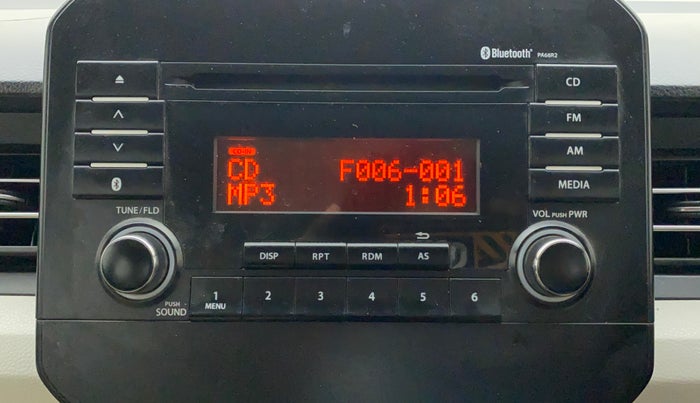 Bluetooth® PA66R2
CD
FM
AM
MEDIA
CD F006-001
MP3 1:06
TUNE/FLD
VOL PUSH PWR
DISP RPT RDM AS
PUSH
SOUND
1 2 3 4 5 6
MENU